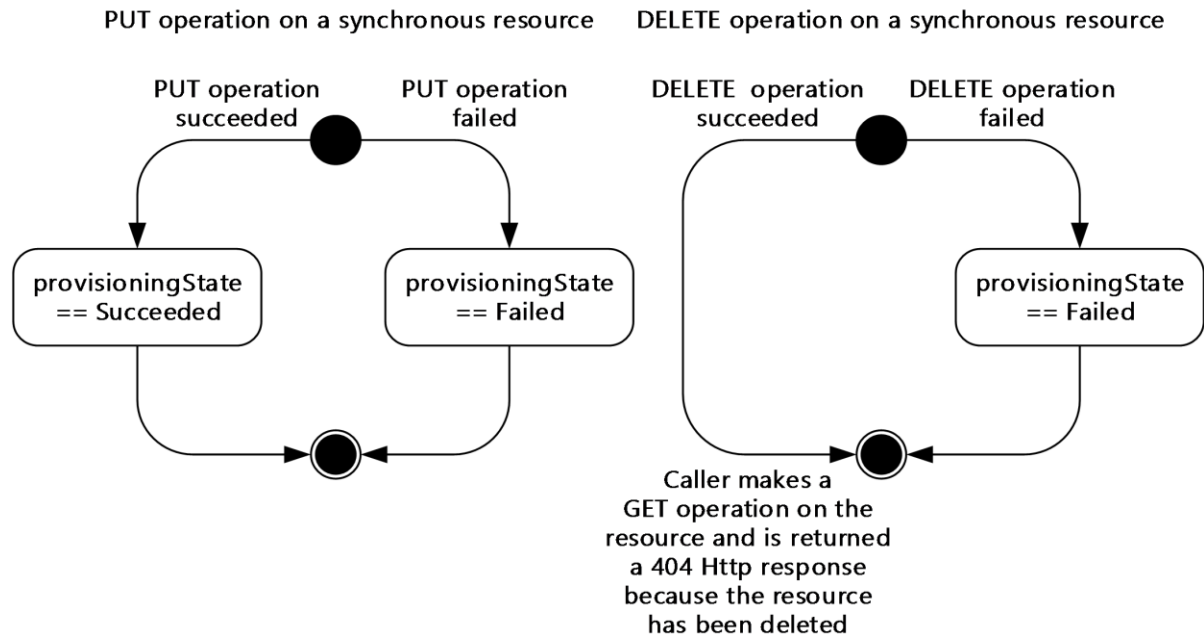 PUT operation on a synchronous resource
DELETE operation on a synchronous resource
PUT operation
succeeded
PUT operation
failed
DELETE  operation
succeeded
DELETE operation
failed
provisioningState
== Succeeded
provisioningState
== Failed
provisioningState
== Failed
Caller makes a
GET operation on the
resource and is returned
a 404 Http response
because the resource
has been deleted